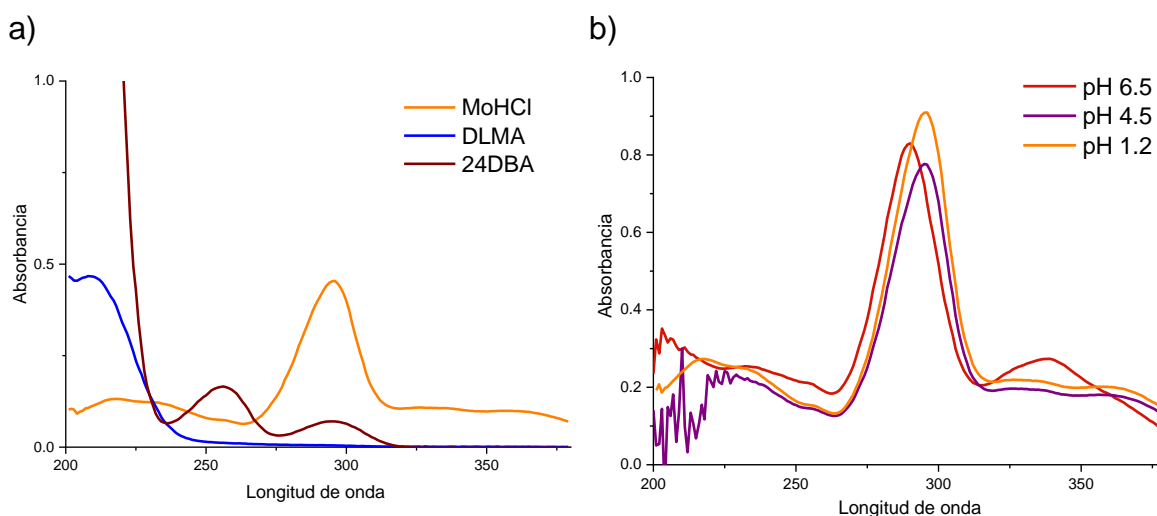 a)
1.0
0.5
0.0
200
250
300
350
Absorbancia
Longitud de onda
MoHCl
DLMA
24DBA
b)
1.0
0.8
0.6
0.4
0.2
0.0
200
250
300
350
Absorbancia
Longitud de onda
pH 6.5
pH 4.5
pH 1.2